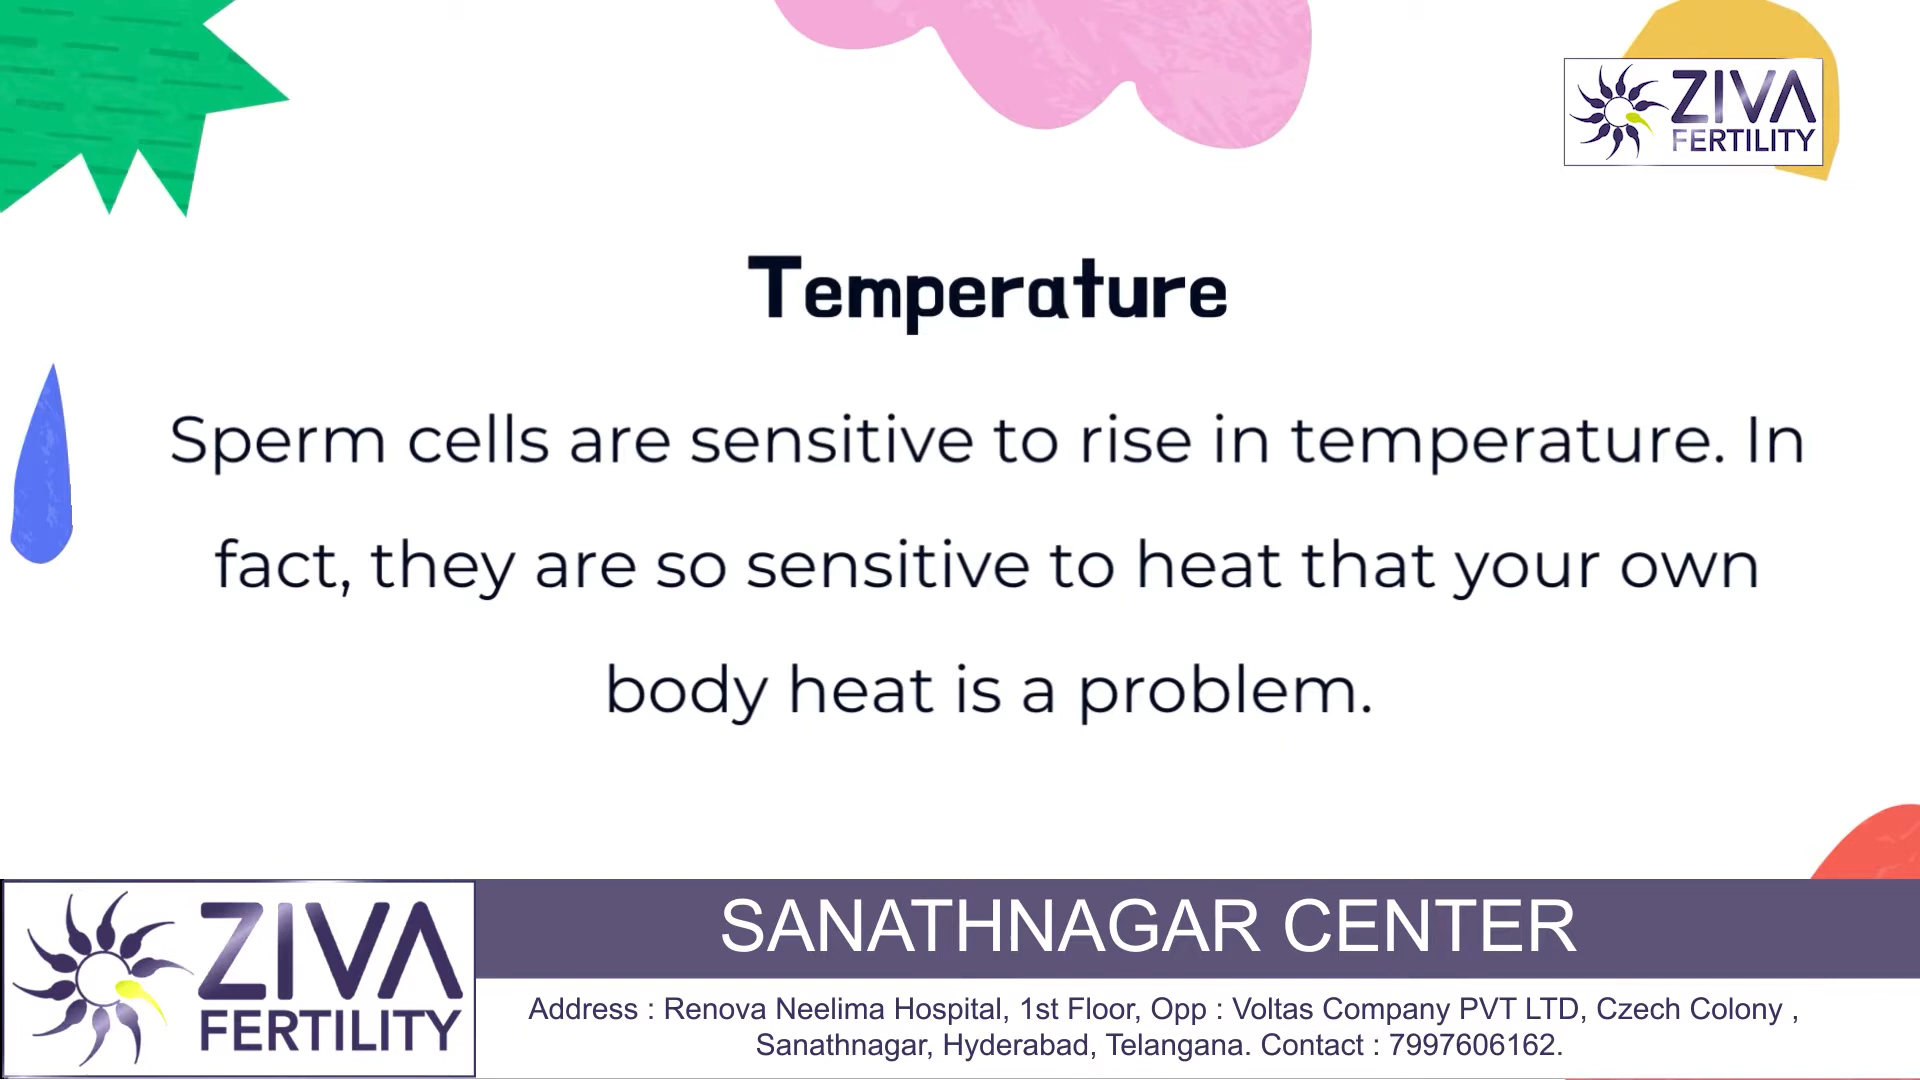 ZIVA
FERTILITY
Temperature
Sperm cells are sensitive to rise in temperature. In
fact, they are so sensitive to heat that your own
body heat is a problem.
ZIVA
FERTILITY
SANATHNAGAR CENTER
Address : Renova Neelima Hospital, 1st Floor, Opp : Voltas Company PVT LTD, Czech Colony ,
Sanathnagar, Hyderabad, Telangana. Contact : 7997606162.